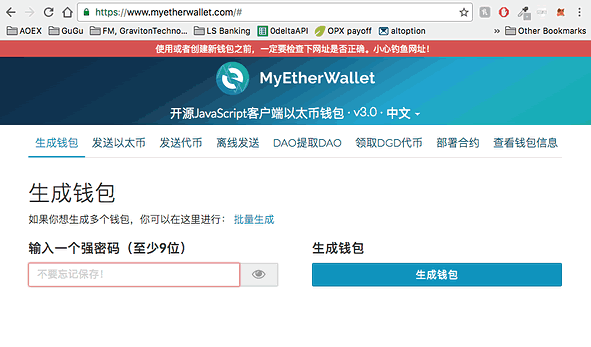 https://www.myetherwallet.com/#
AOEX GuGu FM, GravitonTechno... LS Banking 0deltaAPI OPX payoff altoption » Other Bookmarks
使用或者创建新钱包之前，一定要检查下网址是否正确。小心钓鱼网址！
MyEtherWallet
开源JavaScript客户端以太币钱包 · v3.0 · 中文
生成钱包 发送以太币 发送代币 离线发送 DAO提取DAO 领取DGD代币 部署合约 查看钱包信息
生成钱包
如果你想生成多个钱包，你可以在这里进行： 批量生成
输入一个强密码（至少9位） 生成钱包
不要忘记保存！ 生成钱包